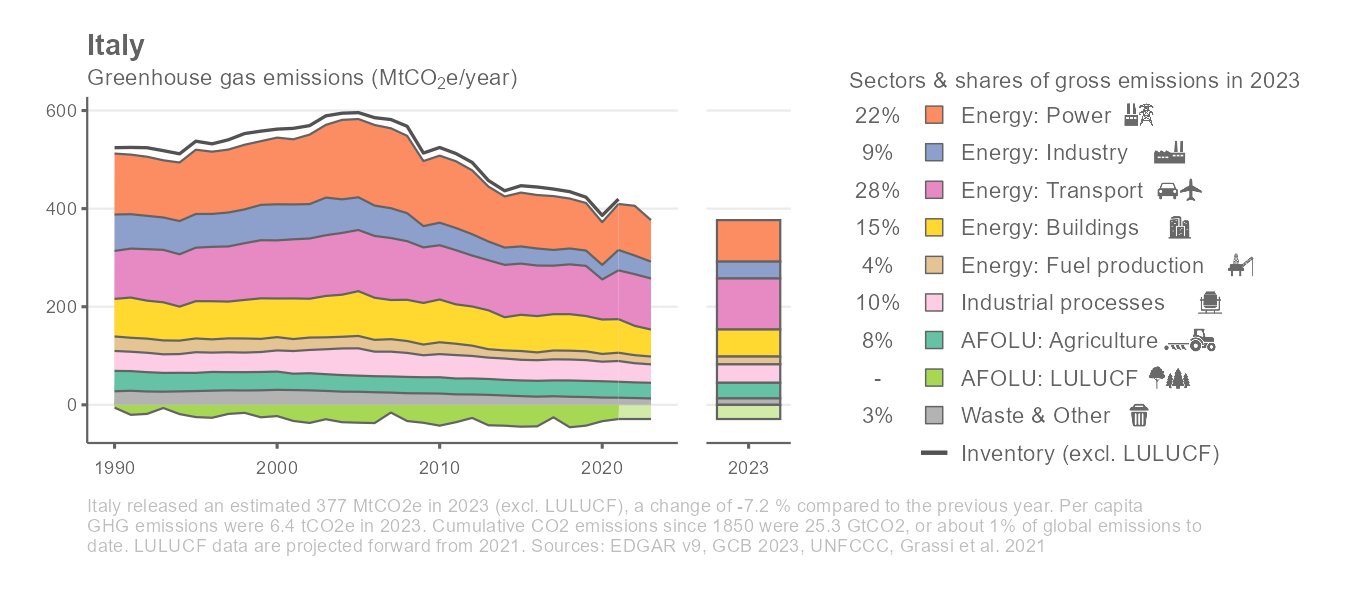 Italy
Greenhouse gas emissions (MtCO₂e/year)
600
400
200
0
1990
2000
2010
2020
2023
Sectors & shares of gross emissions in 2023
22% Energy: Power
9% Energy: Industry
28% Energy: Transport
15% Energy: Buildings
4% Energy: Fuel production
10% Industrial processes
8% AFOLU: Agriculture
- AFOLU: LULUCF
3% Waste & Other
Inventory (excl. LULUCF)
Italy released an estimated 377 MtCO2e in 2023 (excl. LULUCF), a change of -7.2 % compared to the previous year. Per capita
GHG emissions were 6.4 tCO2e in 2023. Cumulative CO2 emissions since 1850 were 25.3 GtCO2, or about 1% of global emissions to
date. LULUCF data are projected forward from 2021. Sources: EDGAR v9, GCB 2023, UNFCCC, Grassi et al. 2021